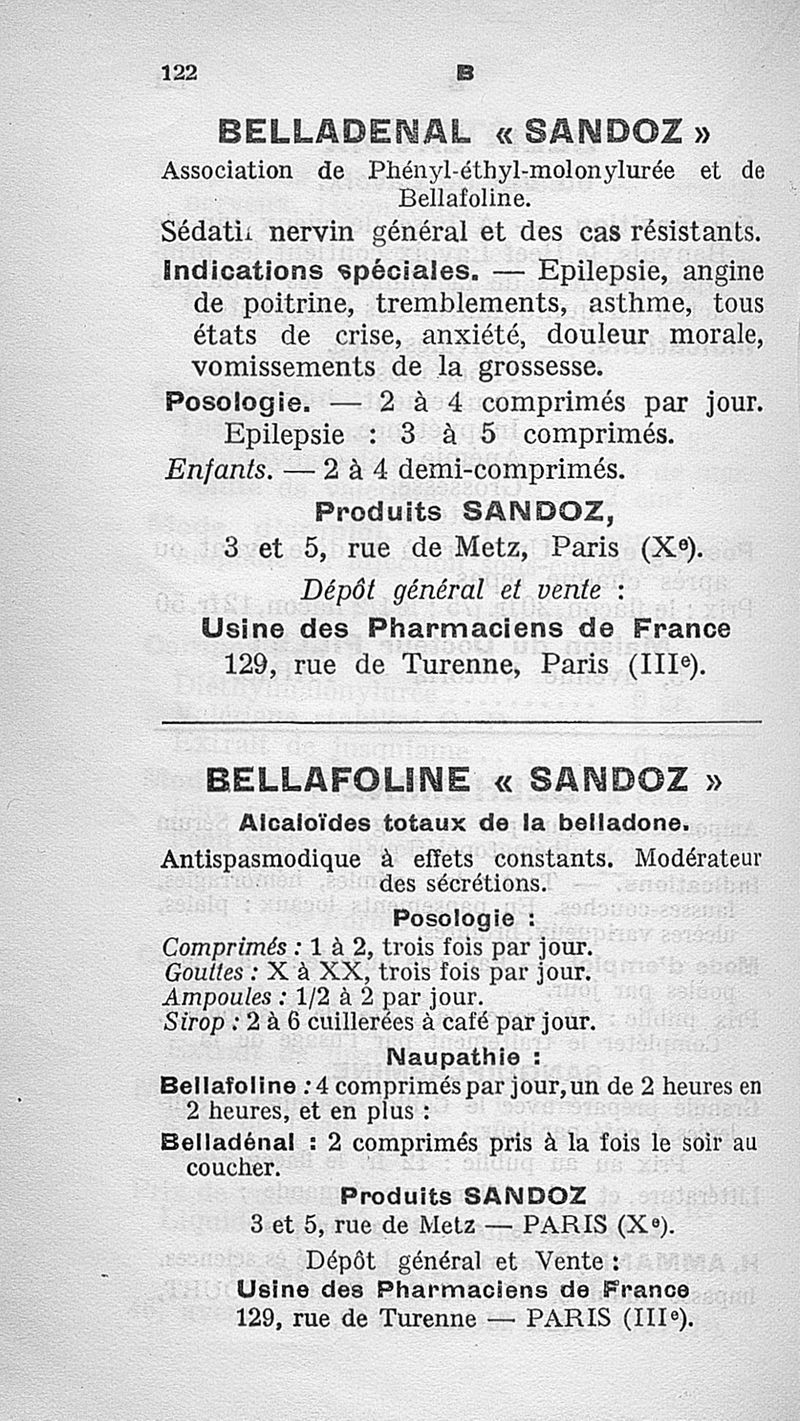 122 B
BELLADENAL « SANDOZ »
Association de Phényl-éthyl-molonylurée et de
Bellafoline.
Sédatif nervin général et des cas résistants.
Indications spéciales. — Epilepsie, angine
de poitrine, tremblements, asthme, tous
états de crise, anxiété, douleur morale,
vomissements de la grossesse.
Posologie. — 2 à 4 comprimés par jour.
Epilepsie : 3 à 5 comprimés.
Enfants. — 2 à 4 demi-comprimés.
Produits SANDOZ,
3 et 5, rue de Metz, Paris (Xᵉ).
Dépôt général et vente :
Usine des Pharmaciens de France
129, rue de Turenne, Paris (IIIᵉ).
BELLAFOLINE « SANDOZ »
Alcaloïdes totaux de la belladone.
Antispasmodique à effets constants. Modérateur
des sécrétions.
Posologie :
Comprimés : 1 à 2, trois fois par jour.
Gouttes : X à XX, trois fois par jour.
Ampoules : 1/2 à 2 par jour.
Sirop : 2 à 6 cuillerées à café par jour.
Naupathie :
Bellafoline : 4 comprimés par jour, un de 2 heures en
2 heures, et en plus :
Belladénal : 2 comprimés pris à la fois le soir au
coucher.
Produits SANDOZ
3 et 5, rue de Metz — PARIS (Xᵉ).
Dépôt général et Vente :
Usine des Pharmaciens de France
129, rue de Turenne — PARIS (IIIᵉ).